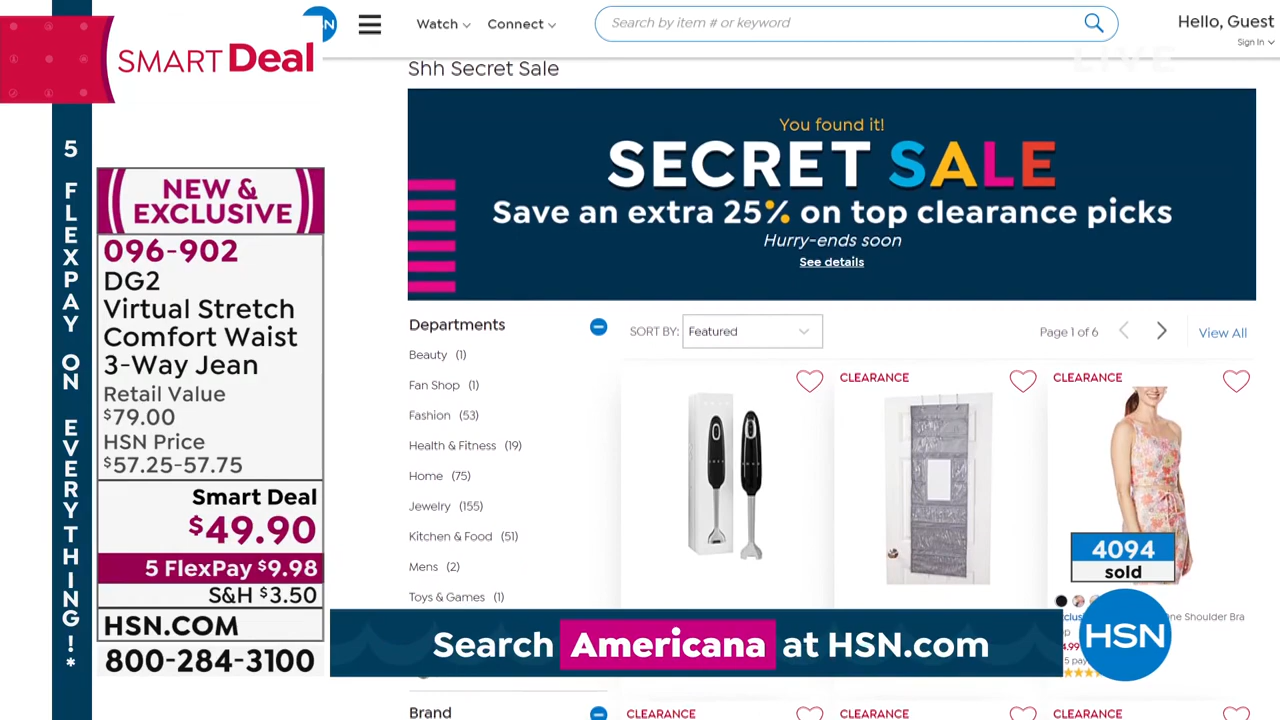 SMART Deal
5 FLEXPAY ON EVERYTHING!*
NEW &
EXCLUSIVE
096-902
DG2
Virtual Stretch
Comfort Waist
3-Way Jean
Retail Value
$79.00
HSN Price
$57.25-57.75
Smart Deal
$49.90
5 FlexPay $9.98
S&H $3.50
HSN.COM
800-284-3100
Watch
Connect
Search by item # or keyword
Hello, Guest
Sign In
LIVE
Shh Secret Sale
You found it!
SECRET SALE
Save an extra 25% on top clearance picks
Hurry-ends soon
See details
Departments
Beauty (1)
Fan Shop (1)
Fashion (53)
Health & Fitness (19)
Home (75)
Jewelry (155)
Kitchen & Food (51)
Mens (2)
Toys & Games (1)
Brand
SORT BY: Featured
Page 1 of 6
View All
CLEARANCE
CLEARANCE
4094
sold
One Shoulder Bra
Search Americana at HSN.com
HSN
CLEARANCE
CLEARANCE
CLEARANCE